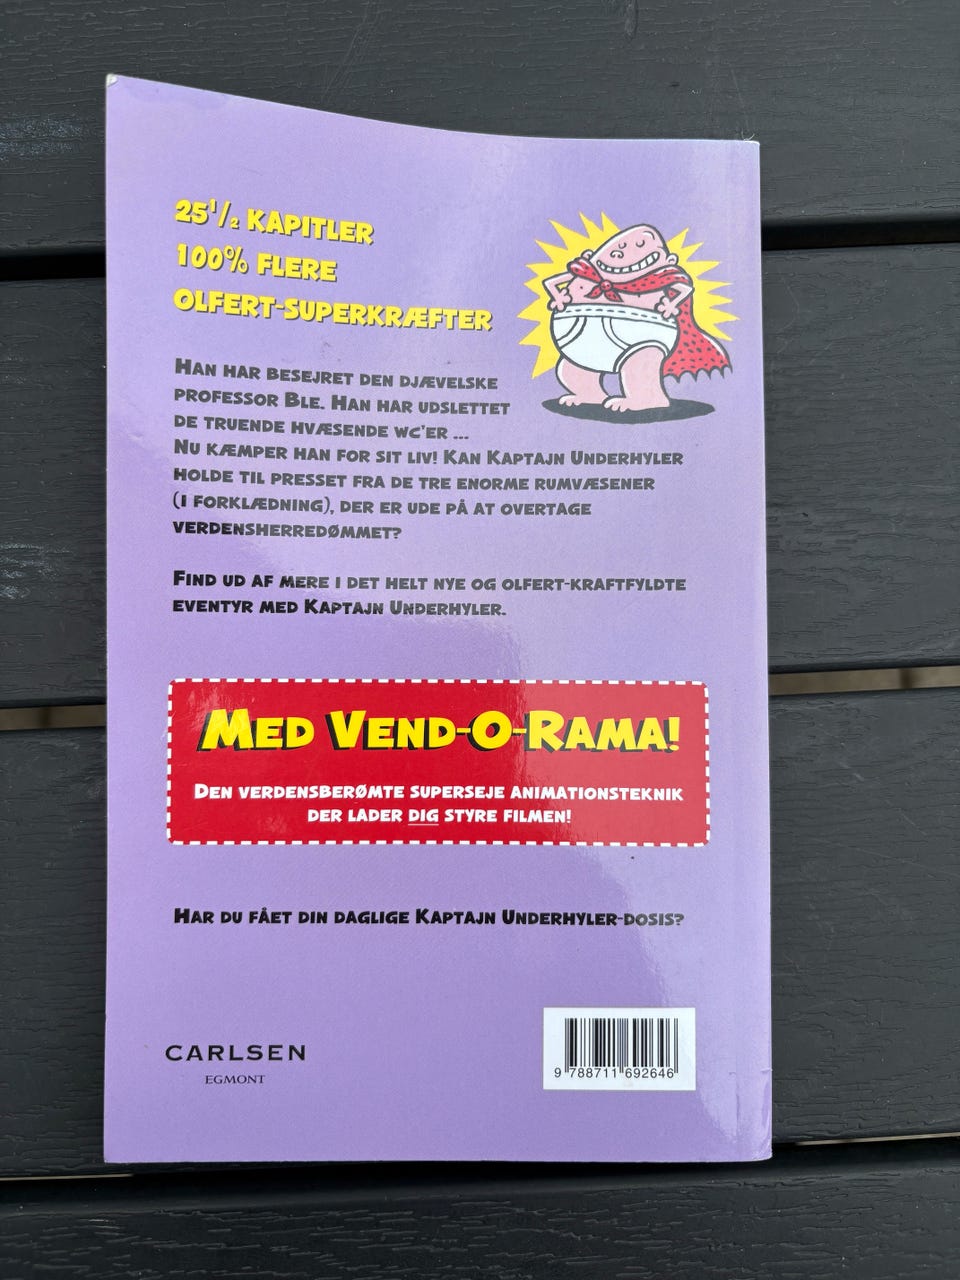 25 1/2 KAPITLER
100% FLERE
OLFERT-SUPERKRÆFTER
HAN HAR BESEJRET DEN DJÆVELSKE
PROFESSOR BLE. HAN HAR UDSLETTET
DE TRUENDE HVÆSENDE WC'ER ...
NU KÆMPER HAN FOR SIT LIV! KAN KAPTAJN UNDERHYLER
HOLDE TIL PRESSET FRA DE TRE ENORME RUMVÆSENER
(I FORKLÆDNING), DER ER UDE PÅ AT OVERTAGE
VERDENSHERREDØMMET?
FIND UD AF MERE I DET HELT NYE OG OLFERT-KRAFTFYLDTE
EVENTYR MED KAPTAJN UNDERHYLER.
MED VEND-O-RAMA!
DEN VERDENSBERØMTE SUPERSEJE ANIMATIONSTEKNIK
DER LADER DIG STYRE FILMEN!
HAR DU FÅET DIN DAGLIGE KAPTAJN UNDERHYLER-DOSIS?
CARLSEN
EGMONT
9 788711 692646